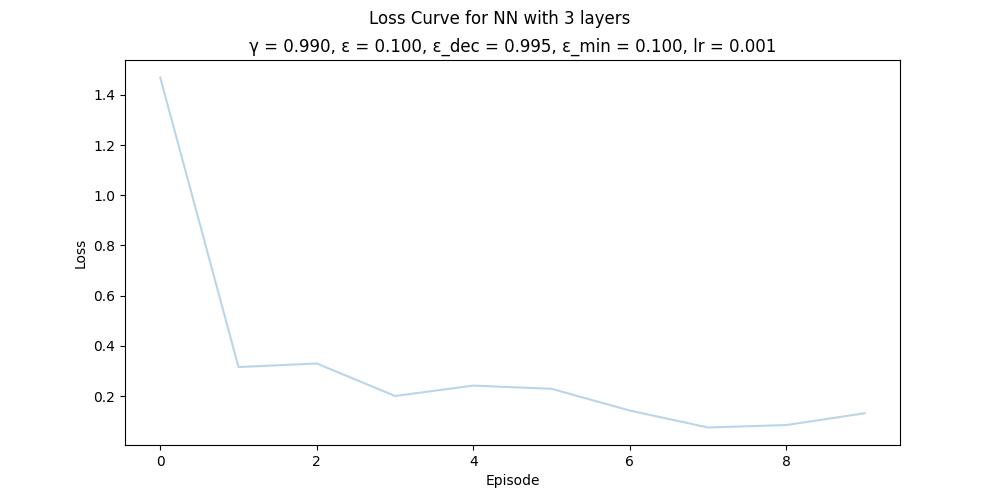 Loss Curve for NN with 3 layers
γ = 0.990, ε = 0.100, ε_dec = 0.995, ε_min = 0.100, lr = 0.001
1.4
1.2
1.0
0.8
0.6
0.4
0.2
Loss
0 2 4 6 8
Episode